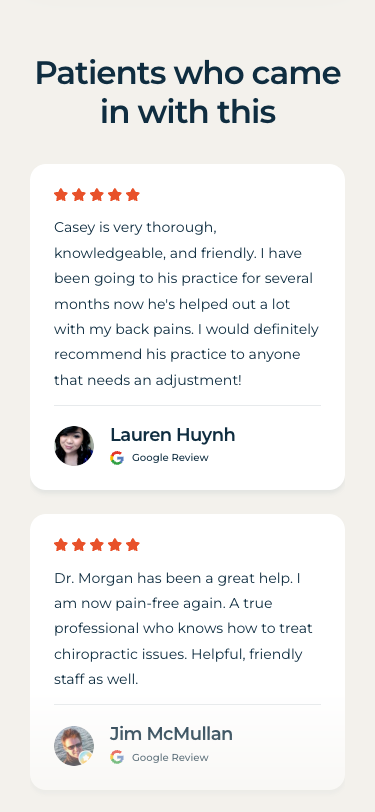 Patients who came
in with this
Casey is very thorough,
knowledgeable, and friendly. I have
been going to his practice for several
months now he's helped out a lot
with my back pains. I would definitely
recommend his practice to anyone
that needs an adjustment!
Lauren Huynh
Google Review
Dr. Morgan has been a great help. I
am now pain-free again. A true
professional who knows how to treat
chiropractic issues. Helpful, friendly
staff as well.
Jim McMullan
Google Review